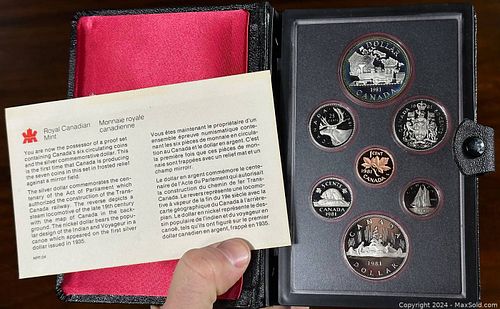 Royal Canadian
Mint
Monnaie royale
canadienne
You are now the possessor of a proof set
containing Canada's six circulating coins
and the silver commemorative dollar. This
is the first time that Canada is producing
the seven coins in this set in frosted relief
against a mirror field.
The silver dollar commemorates the cen-
tenary of the Act of Parliament which
authorized the construction of the Trans-
Canada railway. The reverse depicts a
steam locomotive of the late 19th century
with the map of Canada in the back-
ground. The nickel dollar bears the popu-
lar design of the Indian and Voyageur in a
canoe which appeared on the first silver
dollar issued in 1935.
Vous êtes maintenant le propriétaire d'un
ensemble épreuve numismatique conte-
nant les six pièces de monnaie en circula-
tion au Canada et le dollar en argent. C'est
la première fois que ces pièces de mon-
naie sont frappées avec un relief mat et un
champ miroir.
Le dollar en argent commémore le cente-
naire de l'Acte du Parlement qui autorisait
la construction du chemin de fer Trans-
Canada. Le revers représente une locomo-
tive à vapeur de la fin du 19e siècle avec la
carte géographique du Canada à l'arrière-
plan. Le dollar en nickel représente le des-
sin populaire de l'indien et du voyageur en
canoë, tels qu'ils ont figuré sur le premier
dollar canadien en argent, frappé en 1935.
DOLLAR
1981
CANADA
CENT
CANADA
5 CENTS
CANADA
1981
CANADA
1981
DOLLAR
Copyright © 2024 - MaxSold.com